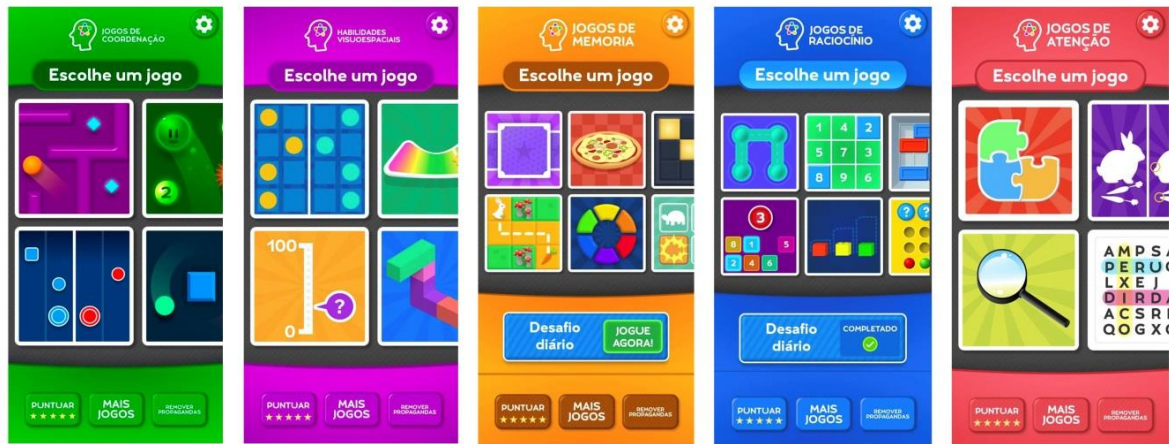 JOGOS DE
COORDENAÇÃO
Escolhe um jogo
2
PUNTUAR
MAIS
JOGOS
REMOVER
PROPAGANDAS
HABILIDADES
VISUOESPACIAIS
Escolhe um jogo
100
?
0
PUNTUAR
MAIS
JOGOS
REMOVER
PROPAGANDAS
JOGOS DE
MEMORIA
Escolhe um jogo
Desafio
diário
JOGUE
AGORA!
PUNTUAR
MAIS
JOGOS
REMOVER
PROPAGANDAS
JOGOS DE
RACIOCÍNIO
Escolhe um jogo
1 4 2
5 7 3
8 9 6
3
8 1 5
2 4 6
? ?
Desafio
diário
COMPLETADO
PUNTUAR
MAIS
JOGOS
REMOVER
PROPAGANDAS
JOGOS DE
ATENÇÃO
Escolhe um jogo
AMPSA
PERUC
LXEJ
DIRDA
ACSRI
QOGXC
PUNTUAR
MAIS
JOGOS
REMOVER
PROPAGANDAS